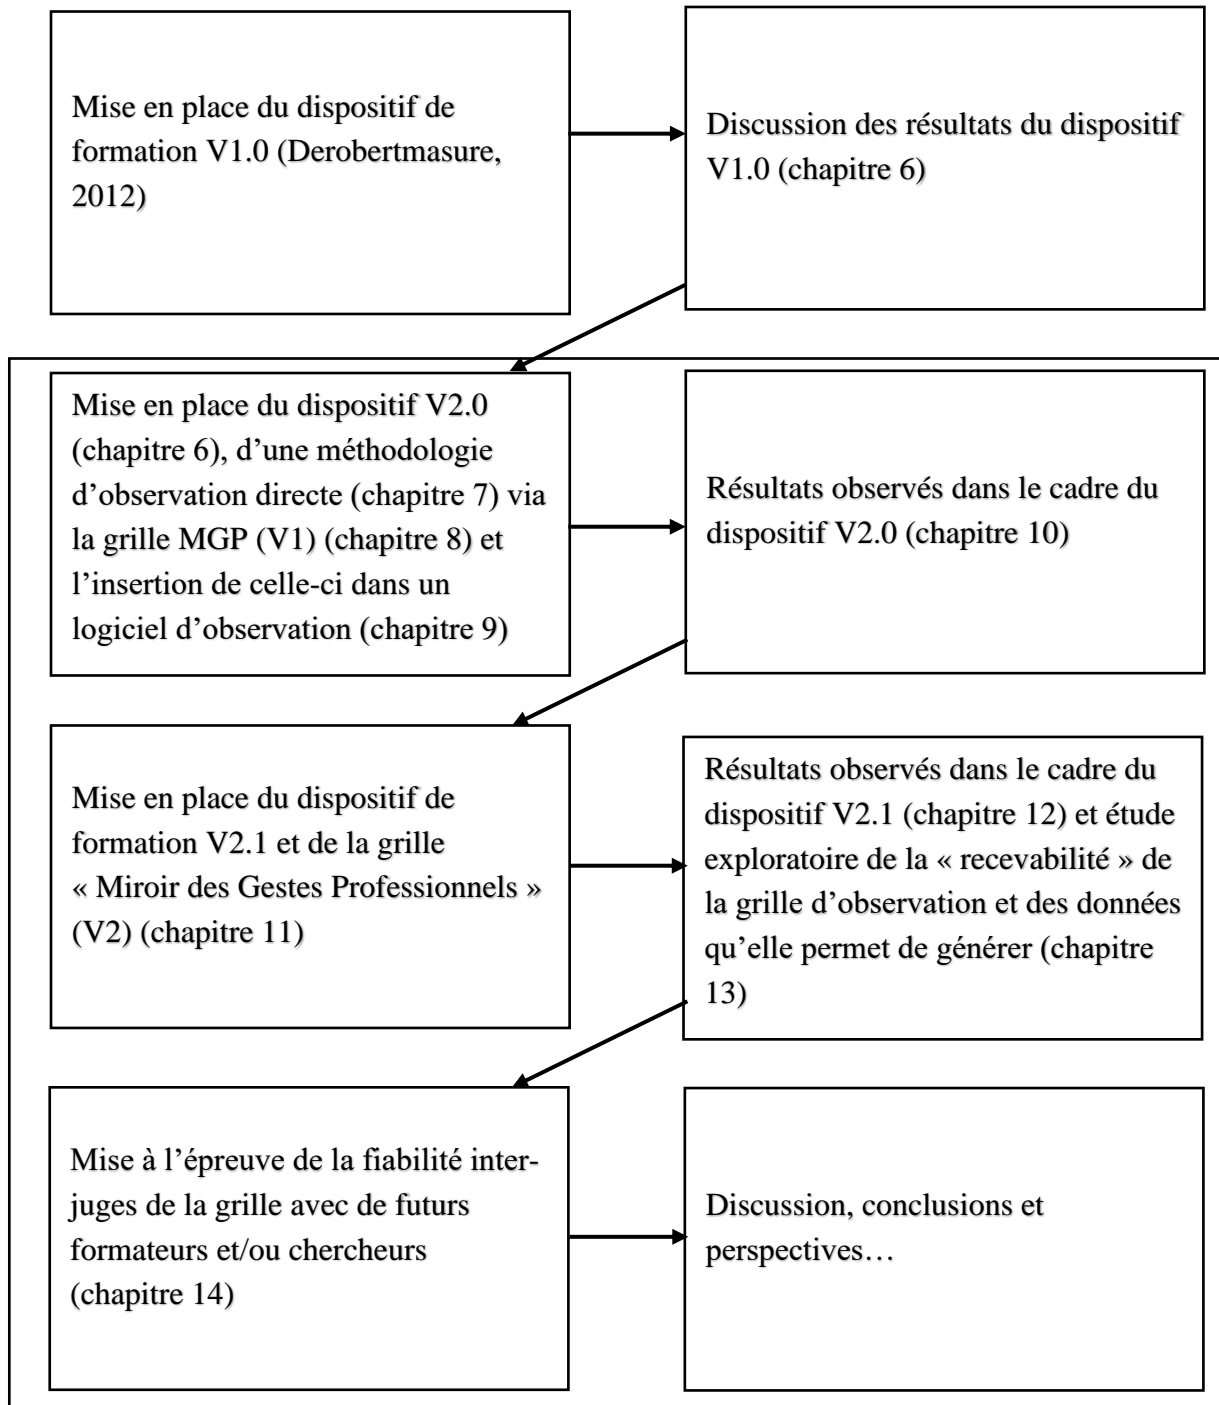 Mise en place du dispositif de
formation V1.0 (Derobertmasure,
2012)
Discussion des résultats du dispositif
V1.0 (chapitre 6)
Mise en place du dispositif V2.0
(chapitre 6), d’une méthodologie
d’observation directe (chapitre 7) via
la grille MGP (V1) (chapitre 8) et
l’insertion de celle-ci dans un
logiciel d’observation (chapitre 9)
Résultats observés dans le cadre du
dispositif V2.0 (chapitre 10)
Mise en place du dispositif de
formation V2.1 et de la grille
« Miroir des Gestes Professionnels »
(V2) (chapitre 11)
Résultats observés dans le cadre du
dispositif V2.1 (chapitre 12) et étude
exploratoire de la « recevabilité » de
la grille d’observation et des données
qu’elle permet de générer (chapitre
13)
Mise à l’épreuve de la fiabilité inter-
juges de la grille avec de futurs
formateurs et/ou chercheurs
(chapitre 14)
Discussion, conclusions et
perspectives…